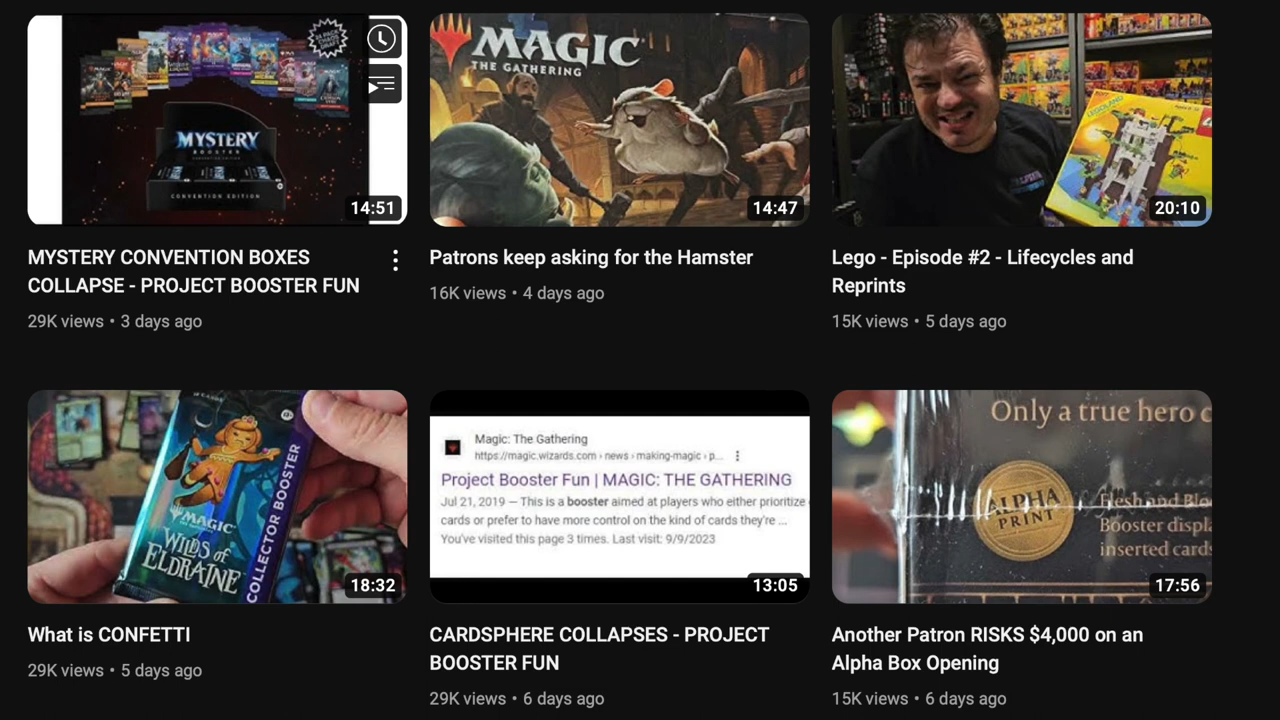 24 PACK
CHAOS
DRAFT
MYSTERY
BOOSTER
CONVENTION EDITION
14:51
MAGIC
THE GATHERING
14:47
LEGOLAND
20:10
MYSTERY CONVENTION BOXES
COLLAPSE - PROJECT BOOSTER FUN
29K views • 3 days ago
Patrons keep asking for the Hamster
16K views • 4 days ago
Lego - Episode #2 - Lifecycles and
Reprints
15K views • 5 days ago
MAGIC
WILDS of
ELDRAINE
COLLECTOR BOOSTER
18:32
Magic: The Gathering
https://magic.wizards.com › news › making-magic › p...
Project Booster Fun | MAGIC: THE GATHERING
Jul 21, 2019 — This is a booster aimed at players who either prioritize
cards or prefer to have more control on the kind of cards they're ...
You've visited this page 3 times. Last visit: 9/9/2023
13:05
Only a true hero c
ALPHA
PRINT
Flesh and Blo
Booster displa
inserted cards
17:56
What is CONFETTI
29K views • 5 days ago
CARDSPHERE COLLAPSES - PROJECT
BOOSTER FUN
29K views • 6 days ago
Another Patron RISKS $4,000 on an
Alpha Box Opening
15K views • 6 days ago